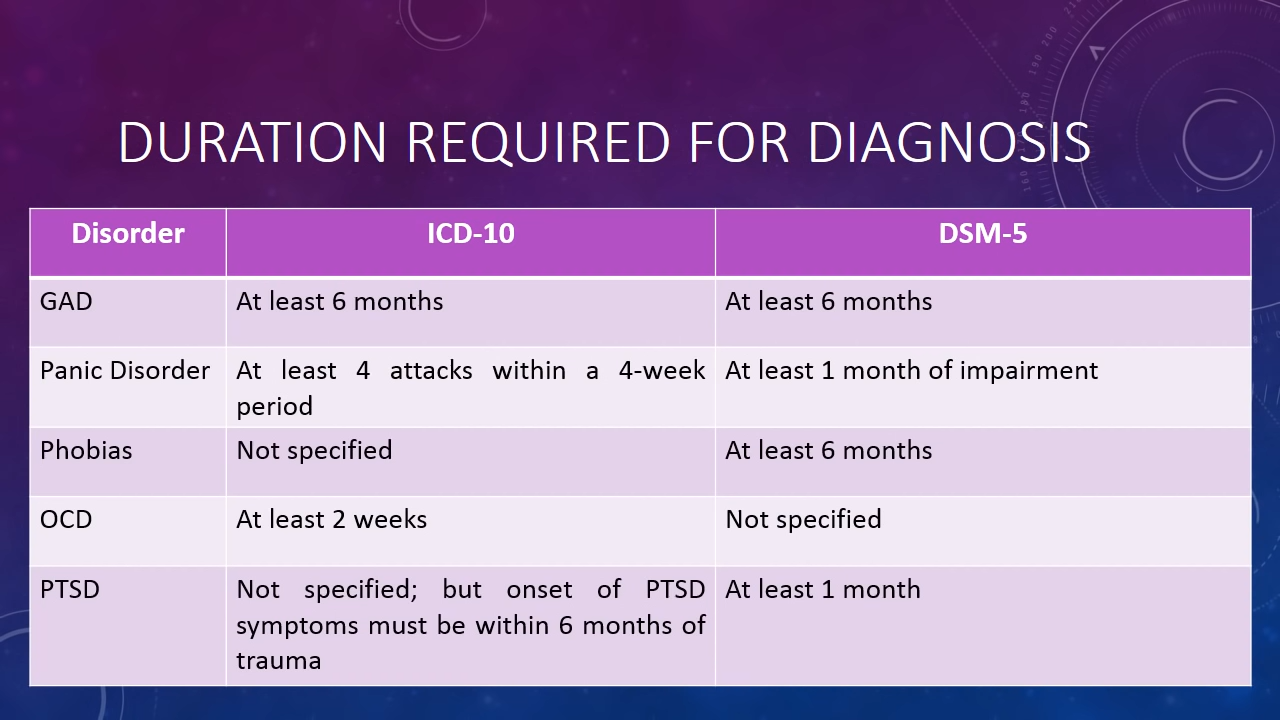 DURATION REQUIRED FOR DIAGNOSIS
Disorder ICD-10 DSM-5
GAD At least 6 months At least 6 months
Panic Disorder At least 4 attacks within a 4-week At least 1 month of impairment
period
Phobias Not specified At least 6 months
OCD At least 2 weeks Not specified
PTSD Not specified; but onset of PTSD At least 1 month
symptoms must be within 6 months of
trauma